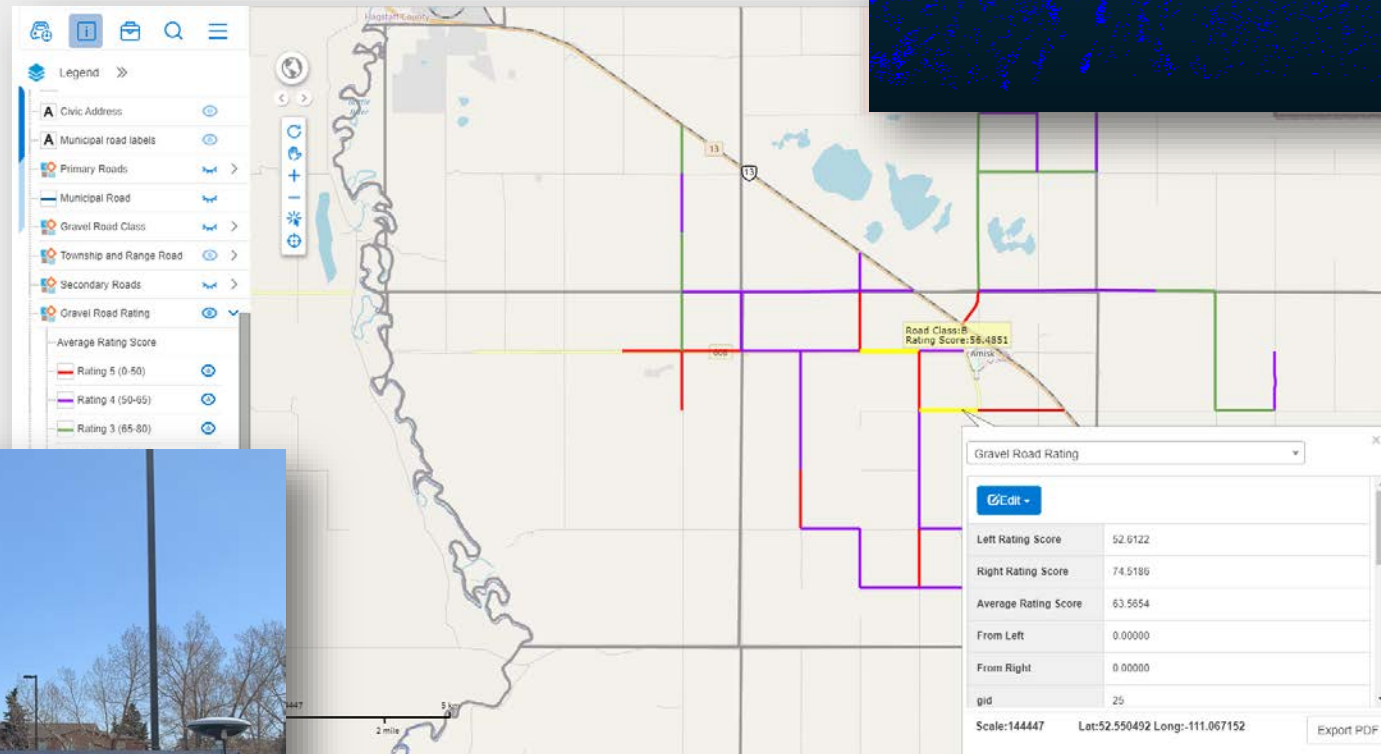 Legend »
A Civic Address
A Municipal road labels
Primary Roads
Municipal Road
Gravel Road Class
Township and Range Road
Secondary Roads
Gravel Road Rating
Average Rating Score
Rating 5 (0-50)
Rating 4 (50-65)
Rating 3 (65-80)
Flagstaff County
13
13
Road Class:B
Rating Score:56.4851
Amisk
608
Gravel Road Rating
Edit
Left Rating Score 52.6122
Right Rating Score 74.5186
Average Rating Score 63.5654
From Left 0.00000
From Right 0.00000
gid 25
Scale:144447 Lat:52.550492 Long:-111.067152
Export PDF
4447
2 mile